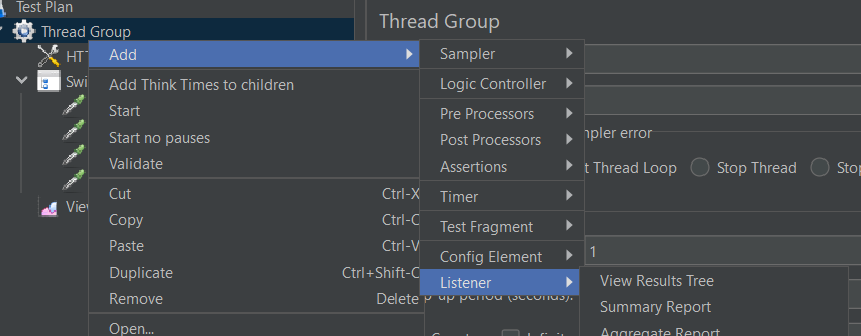 Test Plan
Thread Group
Thread Group
HT
Add
Sampler
Swi
Add Think Times to children
Logic Controller
Start
Pre Processors
Start no pauses
Post Processors
mpler error
Validate
Assertions
t Thread Loop
Stop Thread
Stop
Cut
Ctrl-X
Timer
Viev
Copy
Ctrl-C
Test Fragment
Paste
Ctrl-V
Config Element
1
Duplicate
Ctrl+Shift-C
Listener
View Results Tree
Remove
Delete
p-up period (seconds):
Summary Report
Open...
Infinit
Aggregate Report